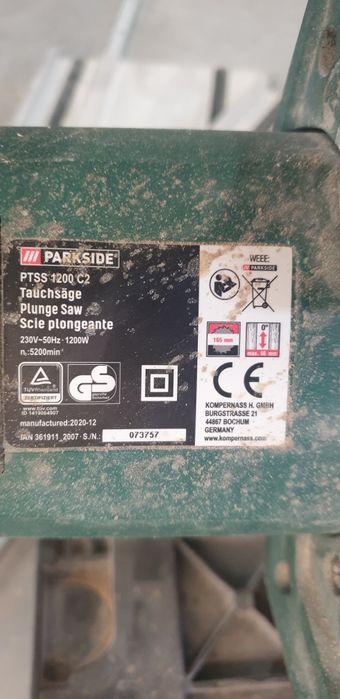 PARKSIDE®
PTSS 1200 C2
Tauchsäge
Plunge Saw
Scie plongeante
230V~50Hz · 1200W
n₀:5200min⁻¹
TÜVRheinland
ZERTIFIZIERT
GS
www.tuv.com
ID 1419064907
manufactured:2020-12
IAN 361911_2007 · S./N.: 073757
WEEE:
PARKSIDE
165 mm
0°
max. 56 mm
CE
KOMPERNASS H. GMBH
BURGSTRASSE 21
44867 BOCHUM
GERMANY
www.kompernass.com